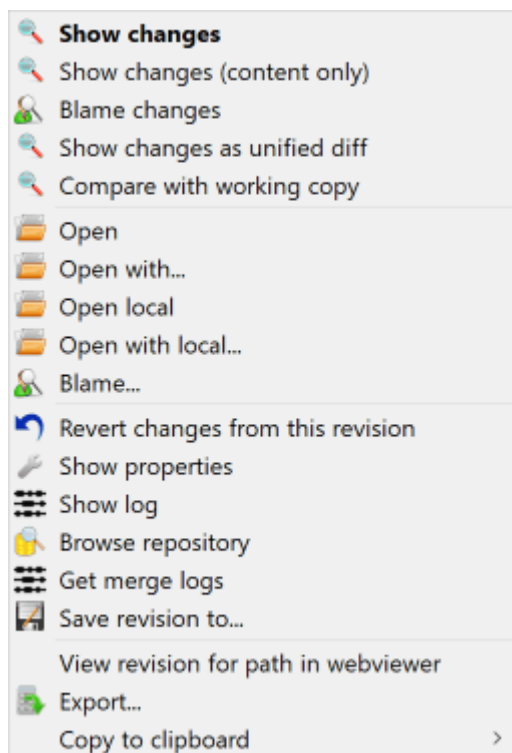 Show changes
Show changes (content only)
Blame changes
Show changes as unified diff
Compare with working copy
Open
Open with...
Open local
Open with local...
Blame...
Revert changes from this revision
Show properties
Show log
Browse repository
Get merge logs
Save revision to...
View revision for path in webviewer
Export...
Copy to clipboard